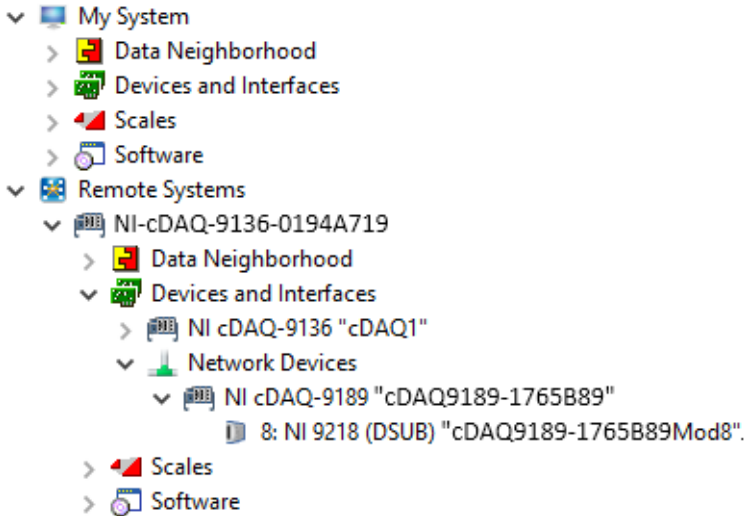 My System
Data Neighborhood
Devices and Interfaces
Scales
Software
Remote Systems
NI-cDAQ-9136-0194A719
Data Neighborhood
Devices and Interfaces
NI cDAQ-9136 "cDAQ1"
Network Devices
NI cDAQ-9189 "cDAQ9189-1765B89"
8: NI 9218 (DSUB) "cDAQ9189-1765B89Mod8".
Scales
Software